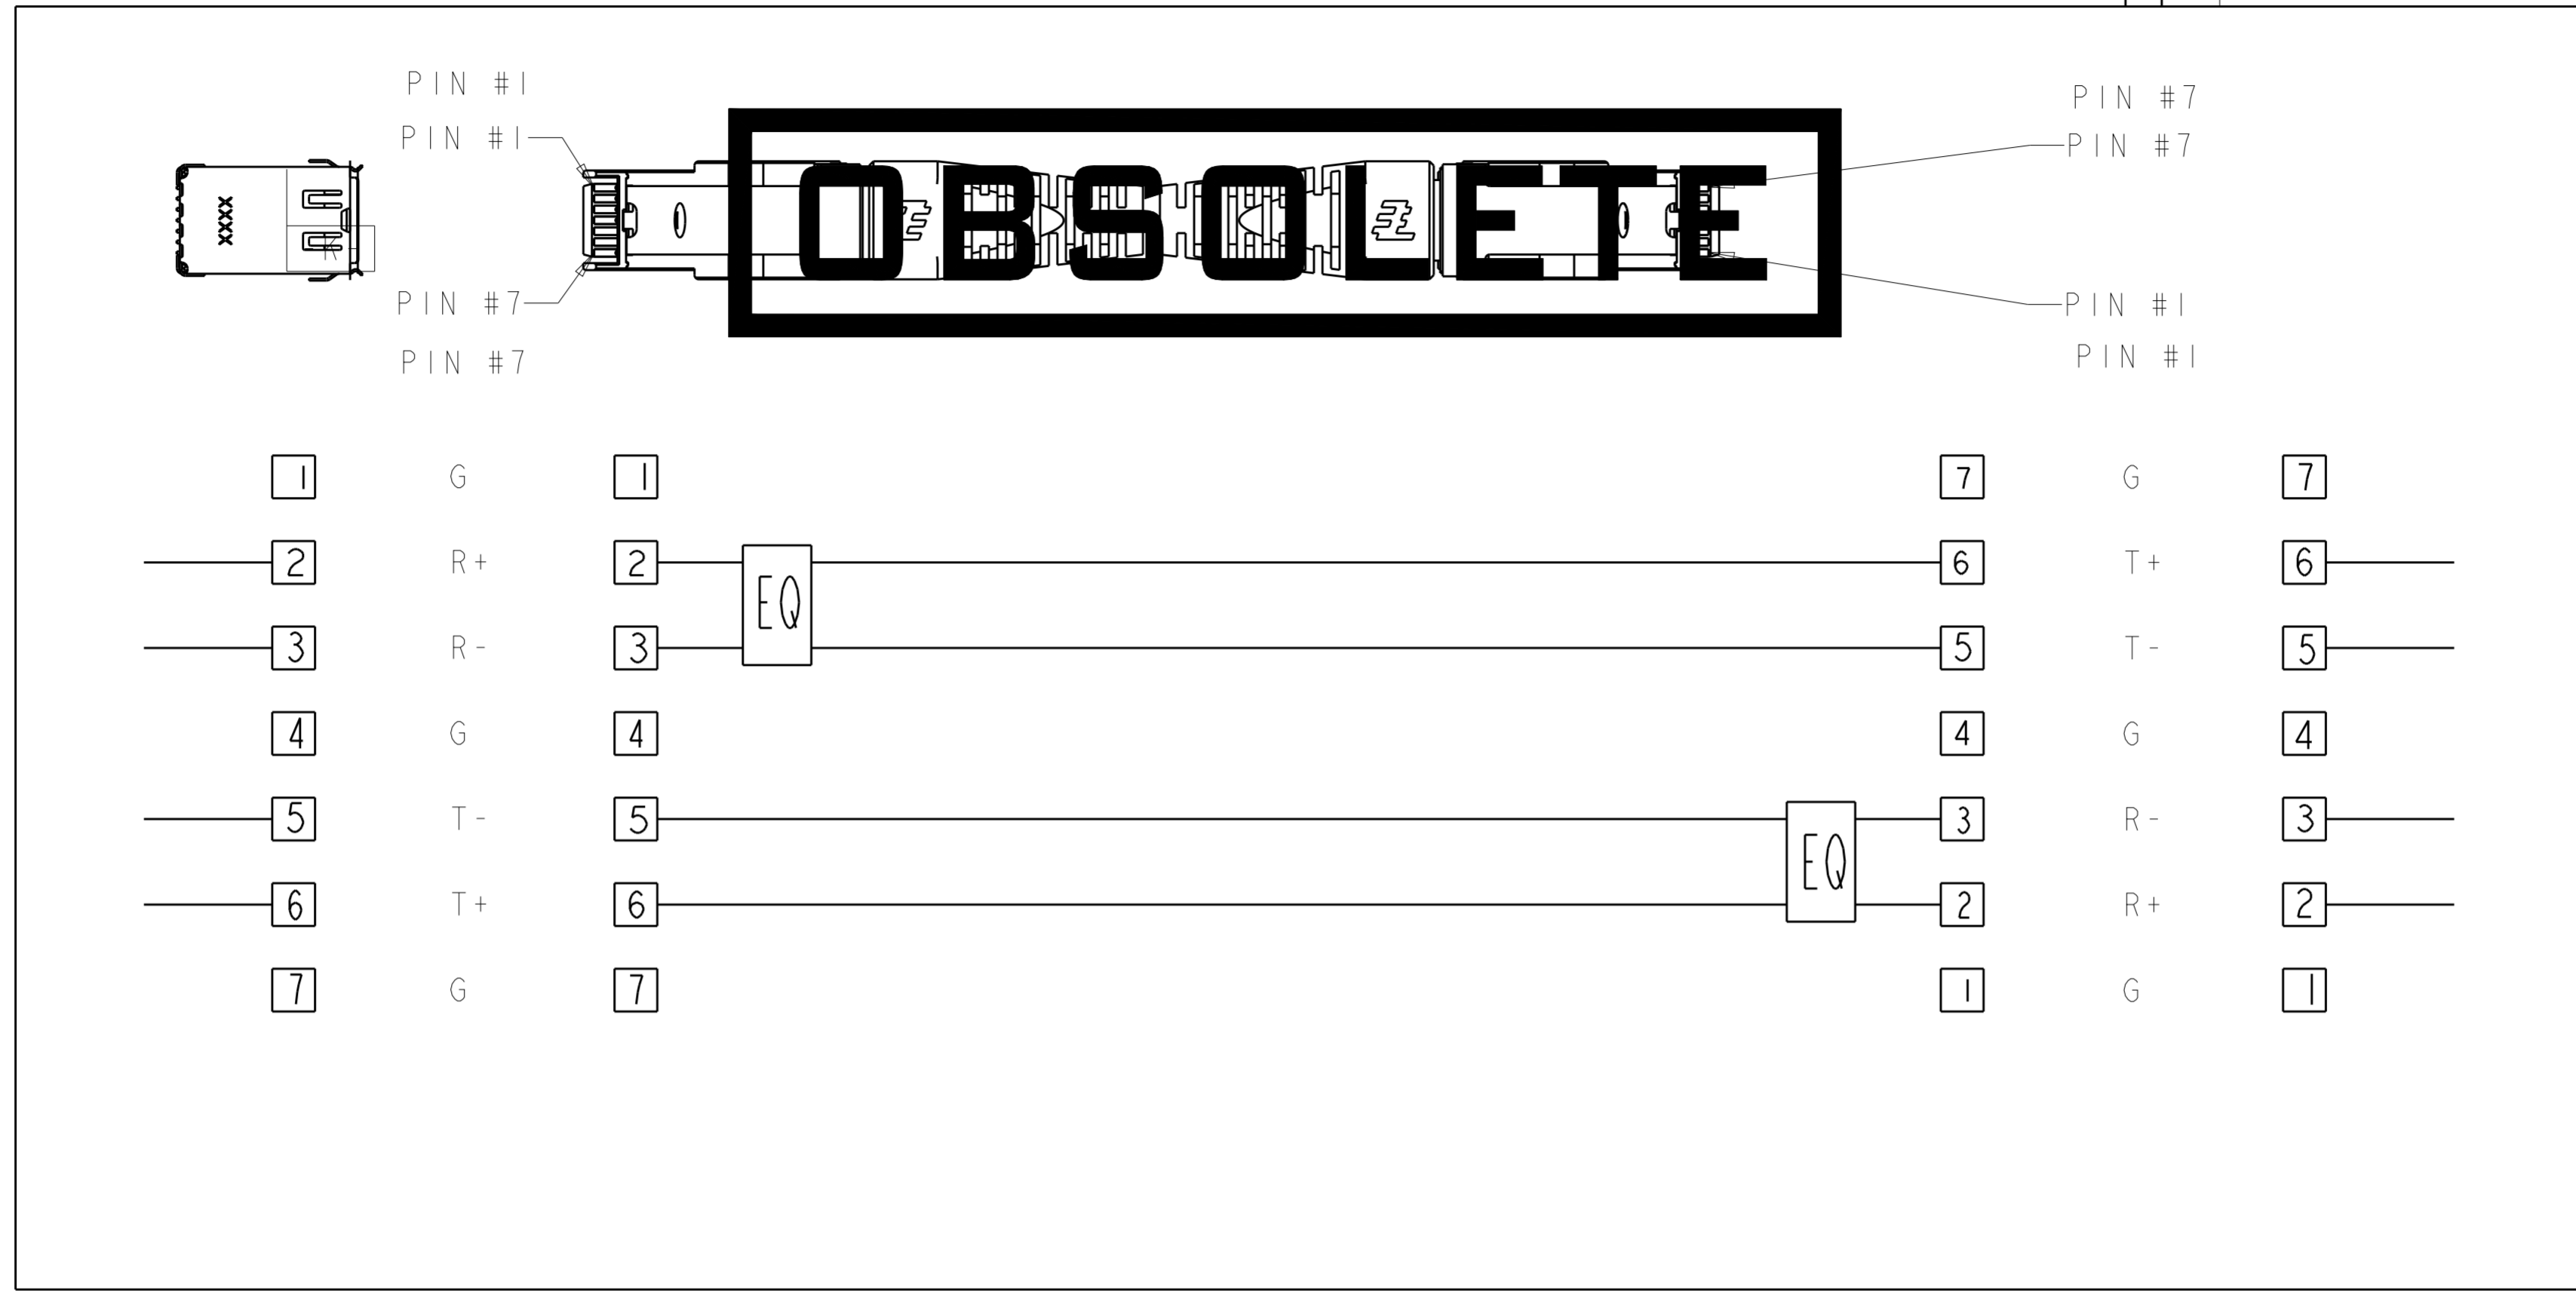 PIN #1
PIN #7
PIN #1
PIN #7
XXXX
K
OBSOLETE
PIN #7
PIN #1
PIN #7
PIN #1
1 G 1 7 G 7
2 R+ 2 6 T+ 6
EQ
3 R- 3 5 T- 5
4 G 4 4 G 4
5 T- 5 3 R- 3
EQ
6 T+ 6 2 R+ 2
7 G 7 1 G 1